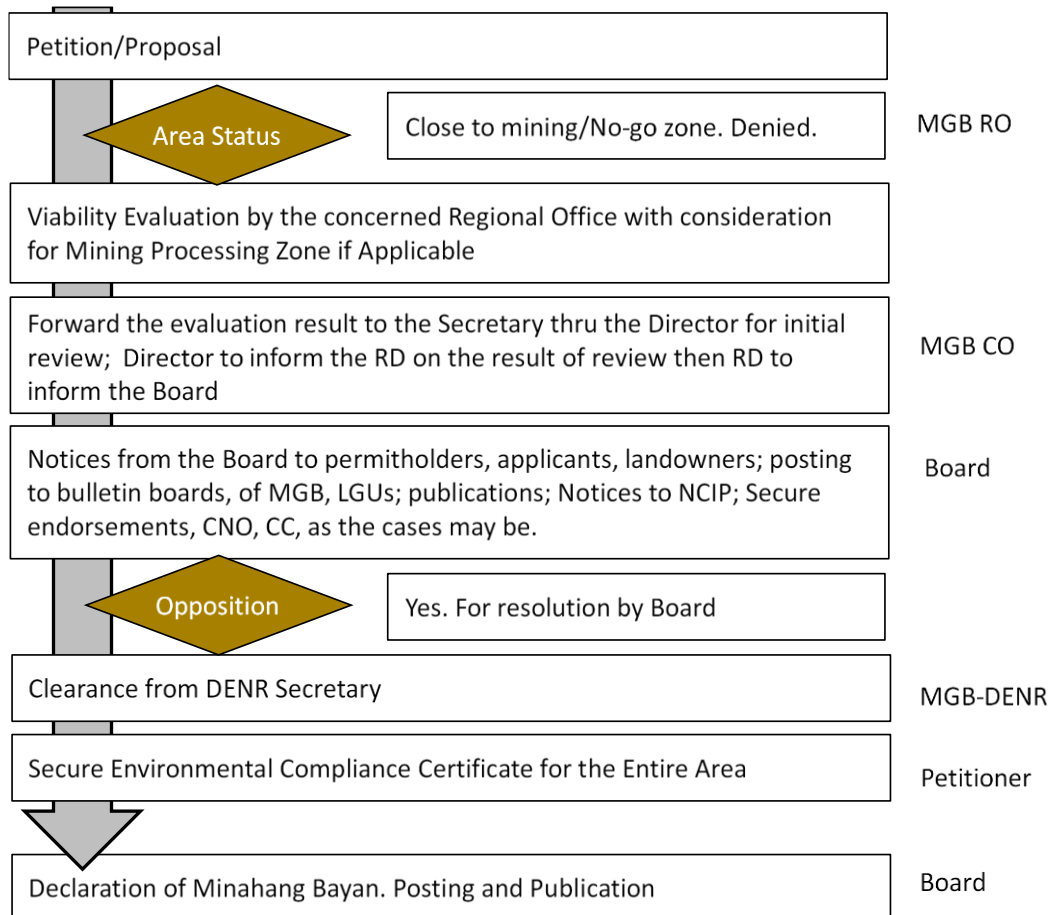 Petition/Proposal
Area Status
Close to mining/No-go zone. Denied.
MGB RO
Viability Evaluation by the concerned Regional Office with consideration
for Mining Processing Zone if Applicable
Forward the evaluation result to the Secretary thru the Director for initial
review;  Director to inform the RD on the result of review then RD to
inform the Board
MGB CO
Notices from the Board to permitholders, applicants, landowners; posting
to bulletin boards, of MGB, LGUs; publications; Notices to NCIP; Secure
endorsements, CNO, CC, as the cases may be.
Board
Opposition
Yes. For resolution by Board
Clearance from DENR Secretary
MGB-DENR
Secure Environmental Compliance Certificate for the Entire Area
Petitioner
Declaration of Minahang Bayan. Posting and Publication
Board